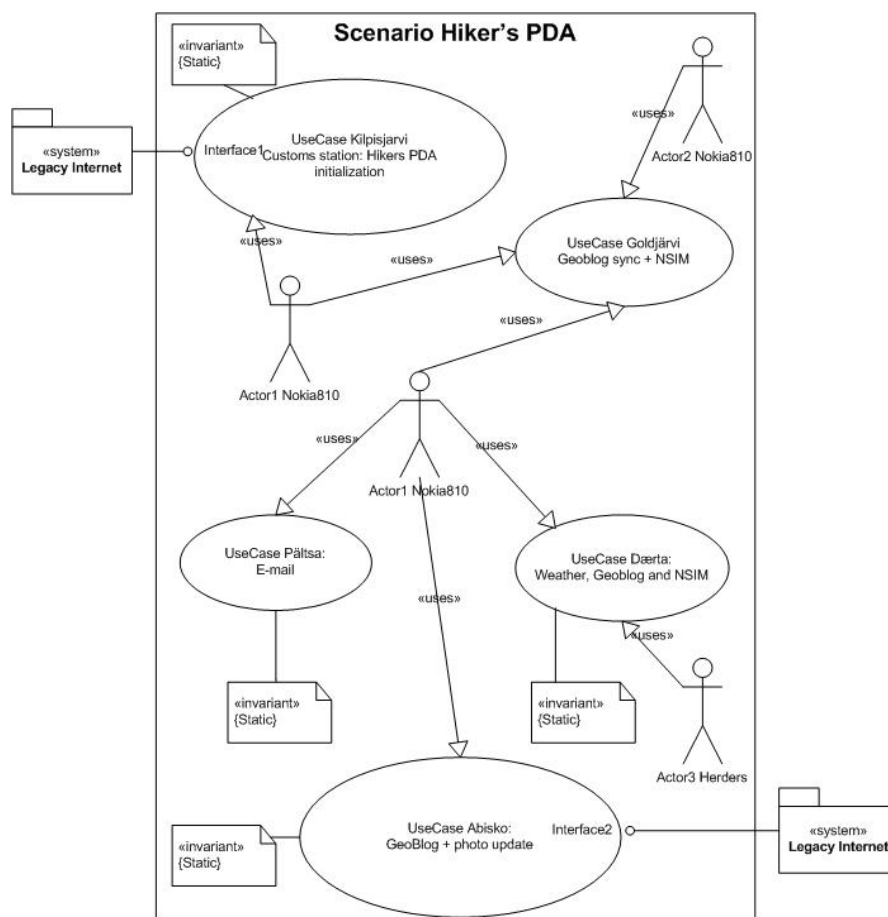 Scenario Hiker's PDA
«invariant»
{Static}
«system»
Legacy Internet
Interface1
UseCase Kilpisjarvi
Customs station: Hikers PDA
initialization
«uses»
Actor2 Nokia810
«uses»
«uses»
UseCase Goldjärvi
Geoblog sync + NSIM
«uses»
Actor1 Nokia810
«uses»
«uses»
Actor1 Nokia810
UseCase Pältsa:
E-mail
UseCase Dærta:
Weather, Geoblog and NSIM
«uses»
«uses»
«invariant»
{Static}
«invariant»
{Static}
Actor3 Herders
UseCase Abisko:
GeoBlog + photo update
Interface2
«invariant»
{Static}
«system»
Legacy Internet